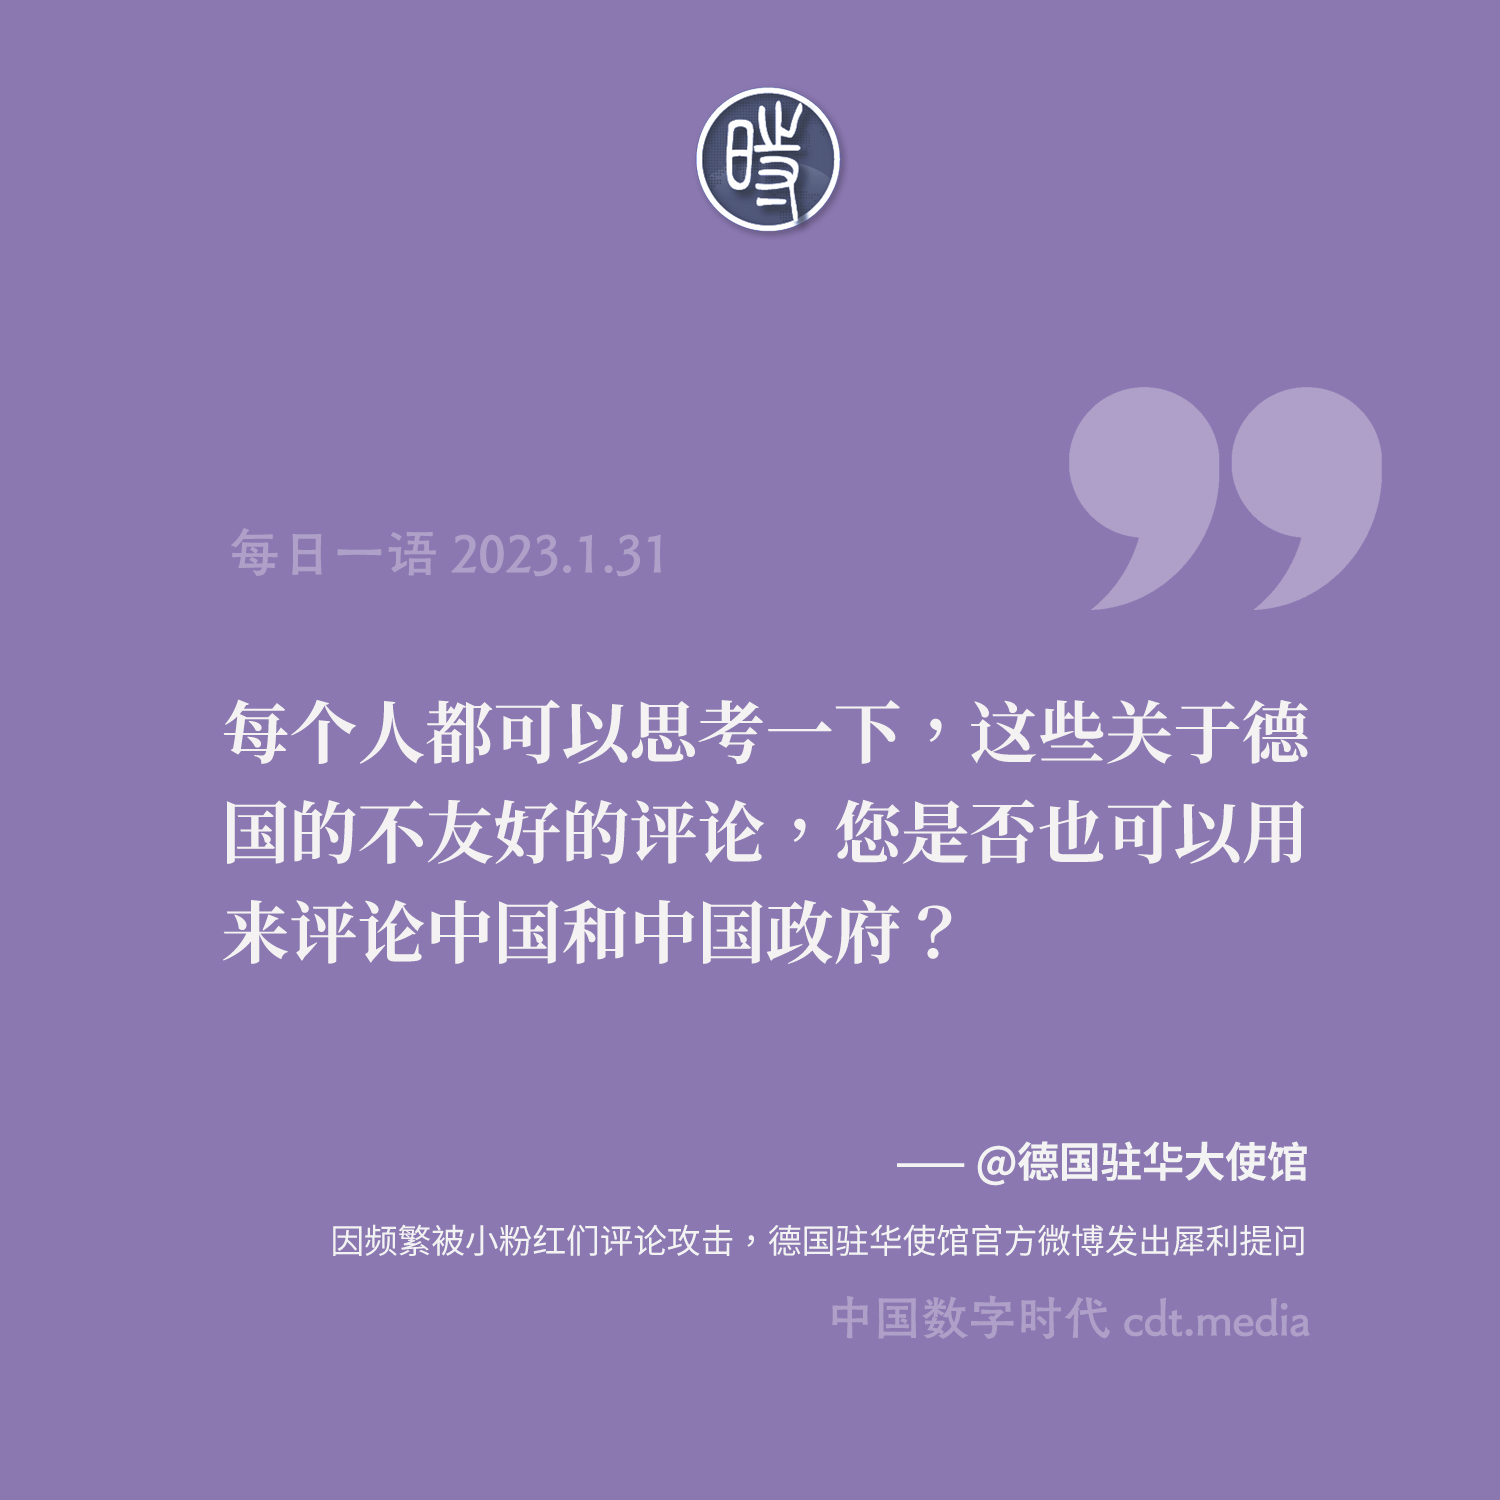 時
每日一语 2023.1.31
每个人都可以思考一下，这些关于德
国的不友好的评论，您是否也可以用
来评论中国和中国政府？
—— @德国驻华大使馆
因频繁被小粉红们评论攻击，德国驻华使馆官方微博发出犀利提问
中国数字时代 cdt.media